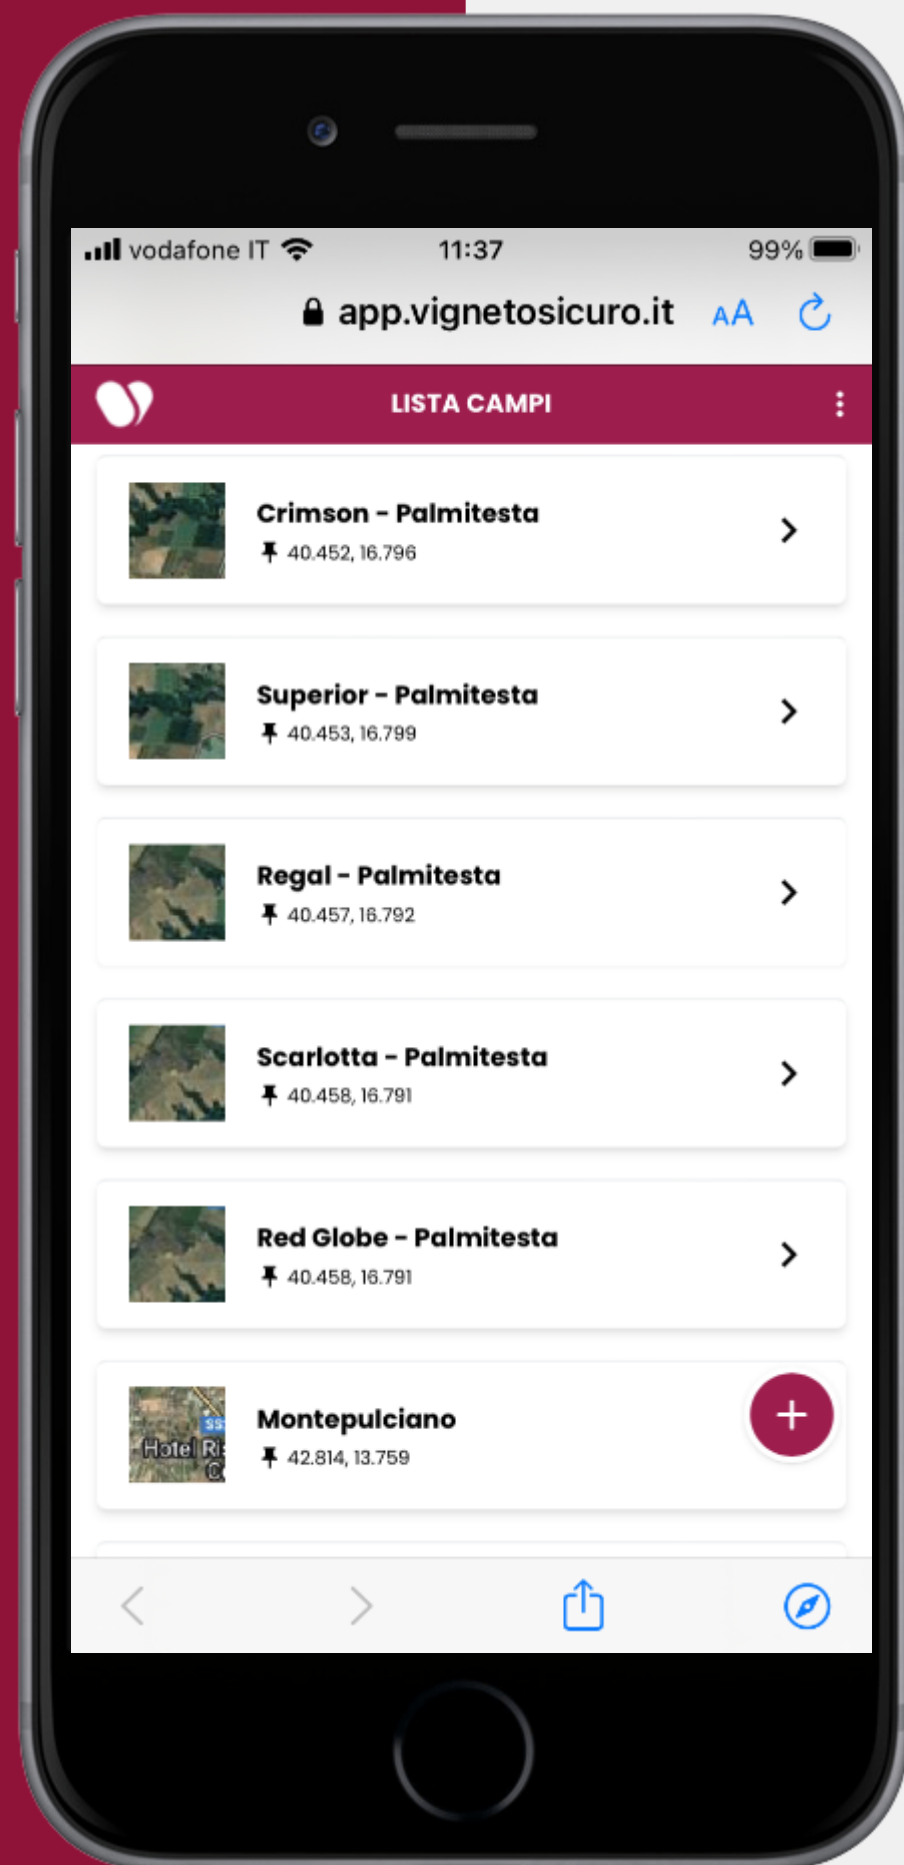 vodafone IT 11:37 99%
app.vignetosicuro.it AA
LISTA CAMPI
Crimson - Palmitesta
40.452, 16.796
Superior - Palmitesta
40.453, 16.799
Regal - Palmitesta
40.457, 16.792
Scarlotta - Palmitesta
40.458, 16.791
Red Globe - Palmitesta
40.458, 16.791
SS
Hotel
Montepulciano
42.814, 13.759